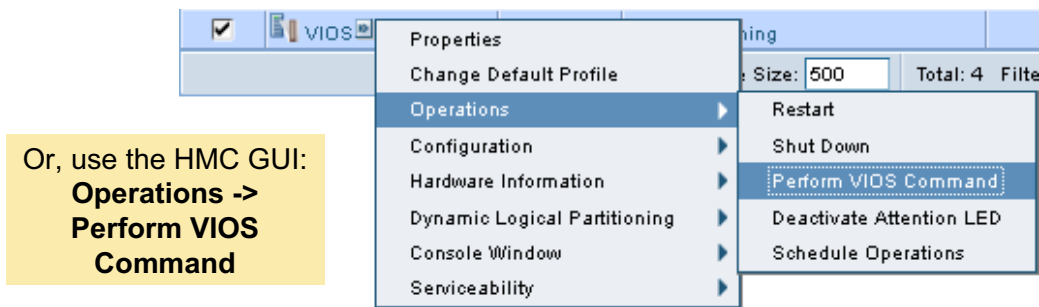 VIOS
ning
Size: 500 Total: 4 Filte
Properties
Change Default Profile
Operations
Configuration
Hardware Information
Dynamic Logical Partitioning
Console Window
Serviceability
Restart
Shut Down
Perform VIOS Command
Deactivate Attention LED
Schedule Operations
Or, use the HMC GUI:
Operations ->
Perform VIOS
Command